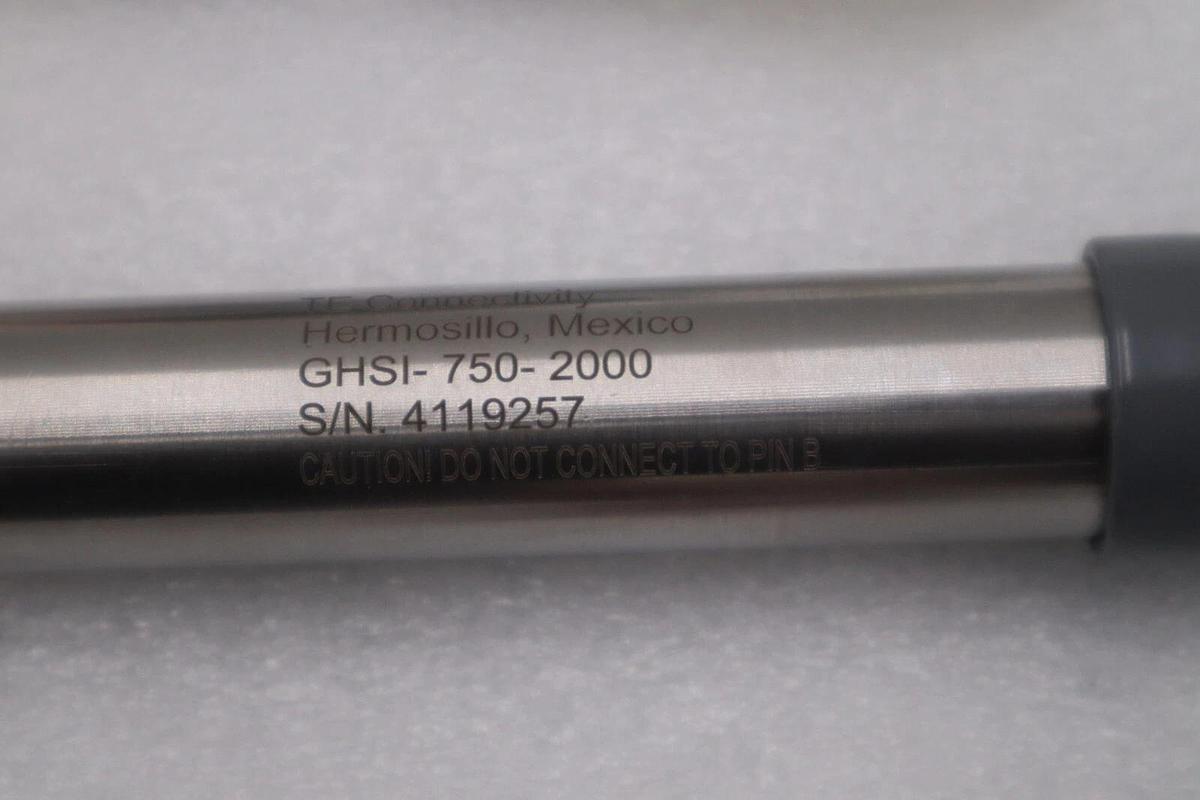 TE Connectivity
Hermosillo, Mexico
GHSI- 750- 2000
S/N. 4119257
CAUTION! DO NOT CONNECT TO PIN B